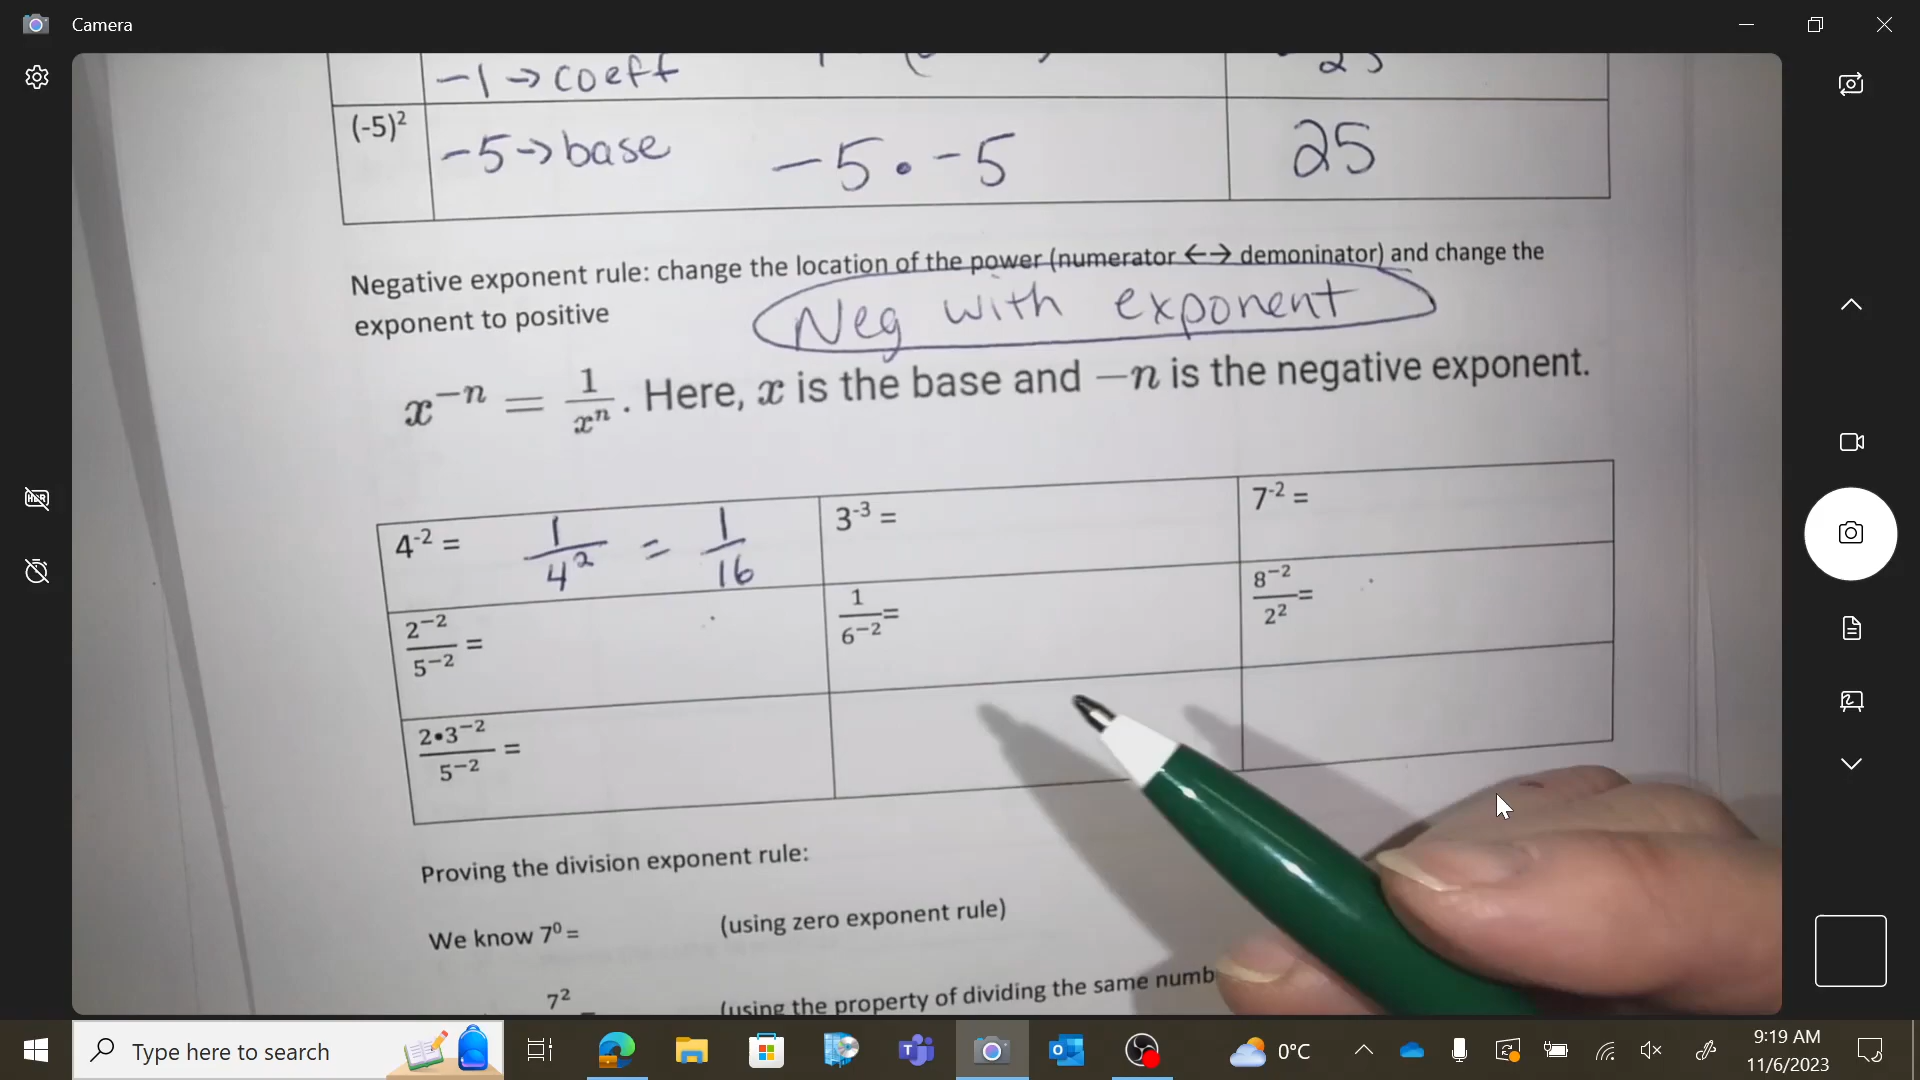 Camera
-1 → coeff
(-5)²
-5 → base -5 • -5 25
Negative exponent rule: change the location of the power (numerator ←→ demoninator) and change the
exponent to positive
Neg with exponent
x⁻ⁿ = 1/xⁿ. Here, x is the base and −n is the negative exponent.
4⁻² = 1/4² = 1/16 3⁻³ = 7⁻² =
2⁻²/5⁻² = 1/6⁻² = 8⁻²/2² =
2•3⁻²/5⁻² =
Proving the division exponent rule:
We know 7⁰ = (using zero exponent rule)
7² (using the property of dividing the same numb
Type here to search
0°C
9:19 AM
11/6/2023